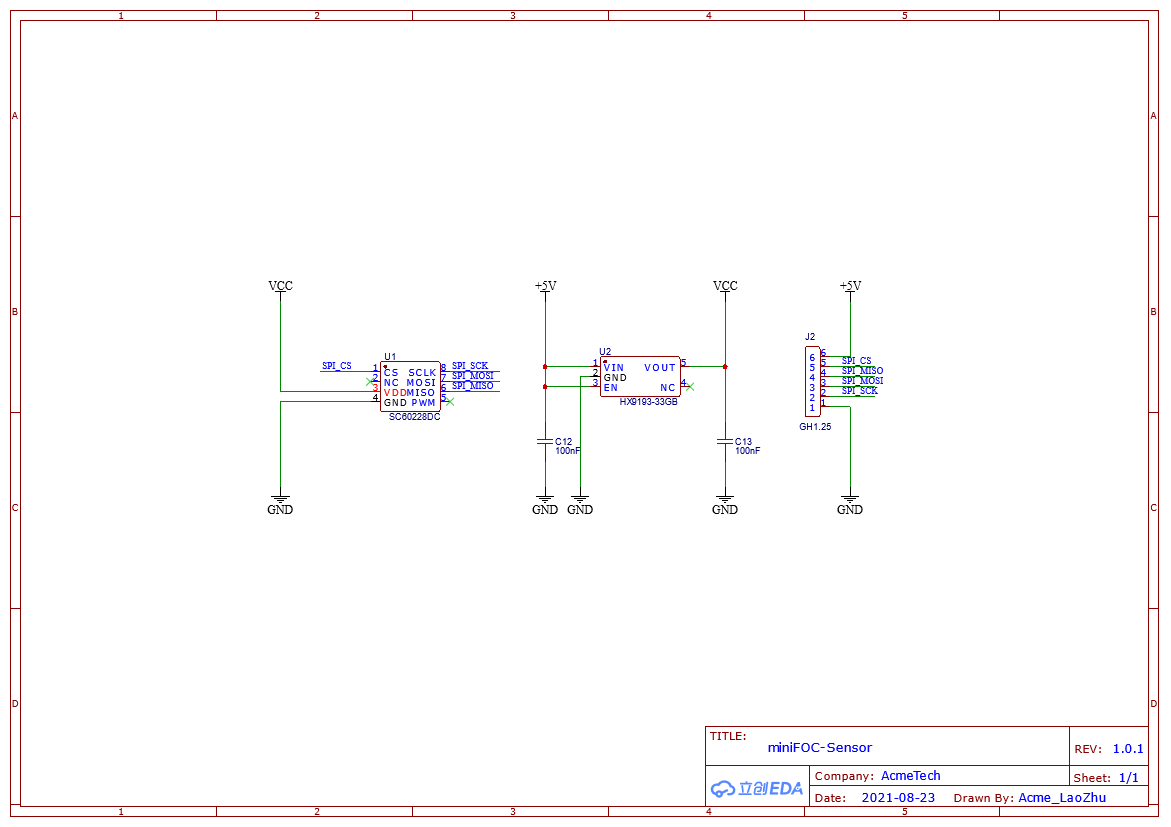 1 2 3 4 5
A A
B B
C C
D D
VCC
U1
SPI_CS 1 CS SCLK 8 SPI_SCK
2 NC MOSI 7 SPI_MOSI
3 VDD MISO 6 SPI_MISO
4 GND PWM 5
SC60228DC
GND
+5V
VCC
U2
1 VIN VOUT 5
2 GND
3 EN NC 4
HX9193-33GB
C12
100nF
C13
100nF
GND GND GND
+5V
J2
6 6
5 5 SPI_CS
4 4 SPI_MISO
3 3 SPI_MOSI
2 2 SPI_SCK
1 1
GH1.25
GND
TITLE:
miniFOC-Sensor
REV: 1.0.1
立创EDA
Company: AcmeTech
Sheet: 1/1
Date: 2021-08-23 Drawn By: Acme_LaoZhu
1 2 3 4 5